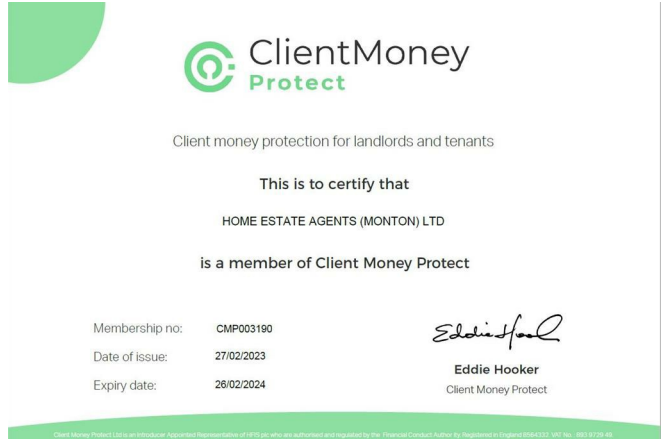 ClientMoney
Protect
Client money protection for landlords and tenants
This is to certify that
HOME ESTATE AGENTS (MONTON) LTD
is a member of Client Money Protect
Membership no: CMP003190
Date of issue: 27/02/2023
Expiry date: 26/02/2024
Eddie Hooker
Client Money Protect
Client Money Protect Ltd is an Introducer Appointed Representative of HFIS plc who are authorised and regulated by the Financial Conduct Author